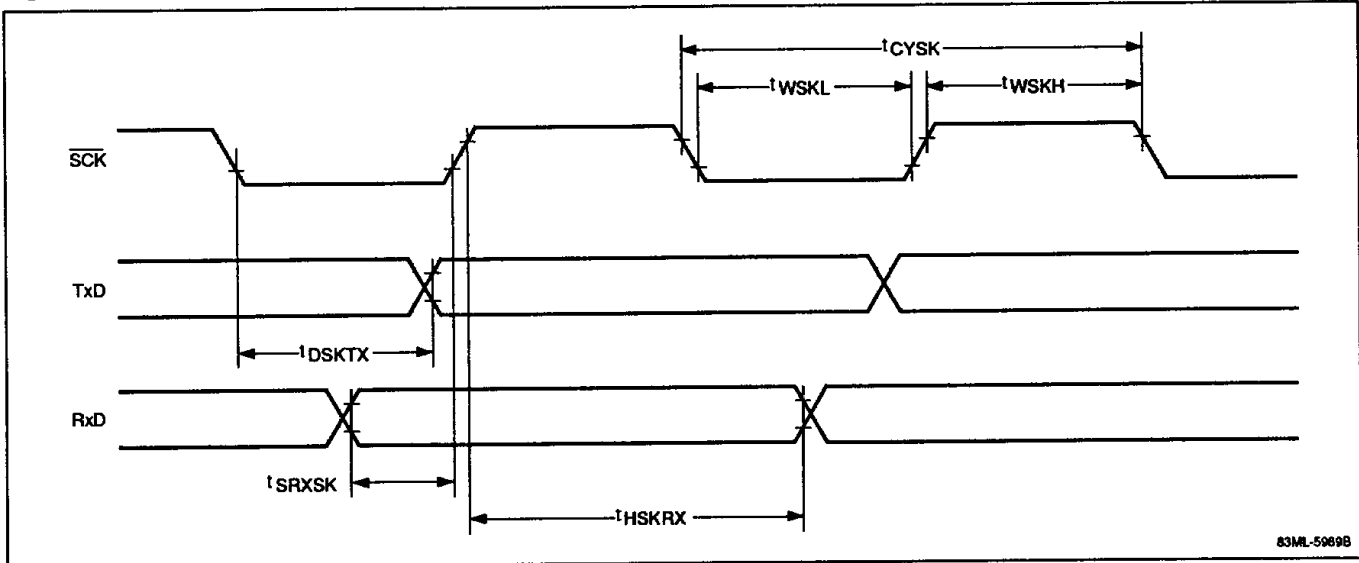 tCYSK
tWSKL
tWSKH
SCK
TxD
tDSKTX
RxD
tSRXSK
tHSKRX
83ML-5989B